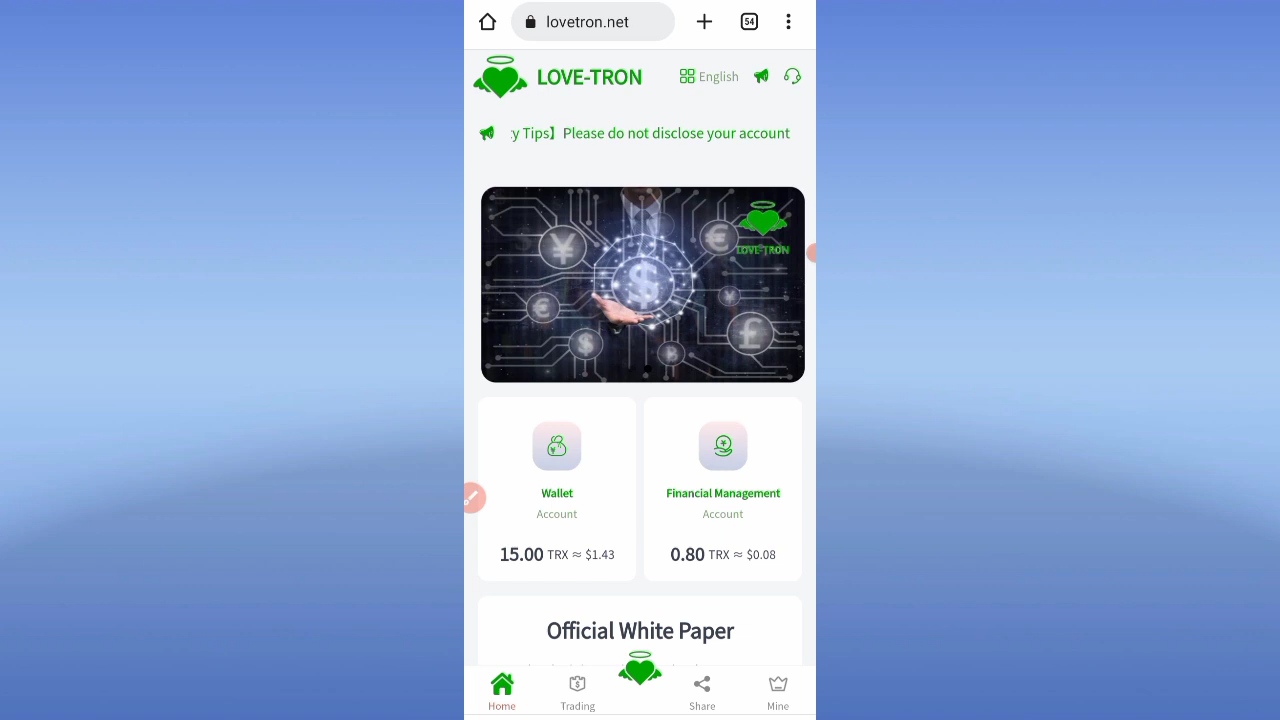 lovetron.net
54
LOVE-TRON
English
y Tips】Please do not disclose your account
LOVE-TRON
Wallet
Account
15.00 TRX ≈ $1.43
Financial Management
Account
0.80 TRX ≈ $0.08
Official White Paper
Home
Trading
Share
Mine